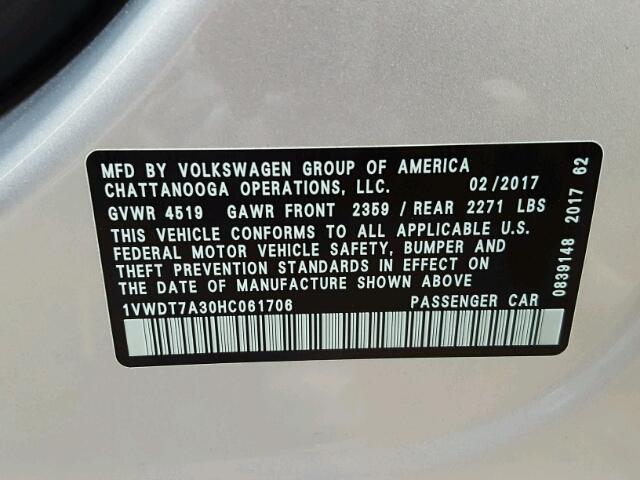 MFD BY VOLKSWAGEN GROUP OF AMERICA
CHATTANOOGA OPERATIONS, LLC. 02/2017
GVWR 4519 GAWR FRONT 2359 / REAR 2271 LBS
THIS VEHICLE CONFORMS TO ALL APPLICABLE U.S.
FEDERAL MOTOR VEHICLE SAFETY, BUMPER AND
THEFT PREVENTION STANDARDS IN EFFECT ON
THE DATE OF MANUFACTURE SHOWN ABOVE
1VWDT7A30HC061706 PASSENGER CAR
0839148 2017 62